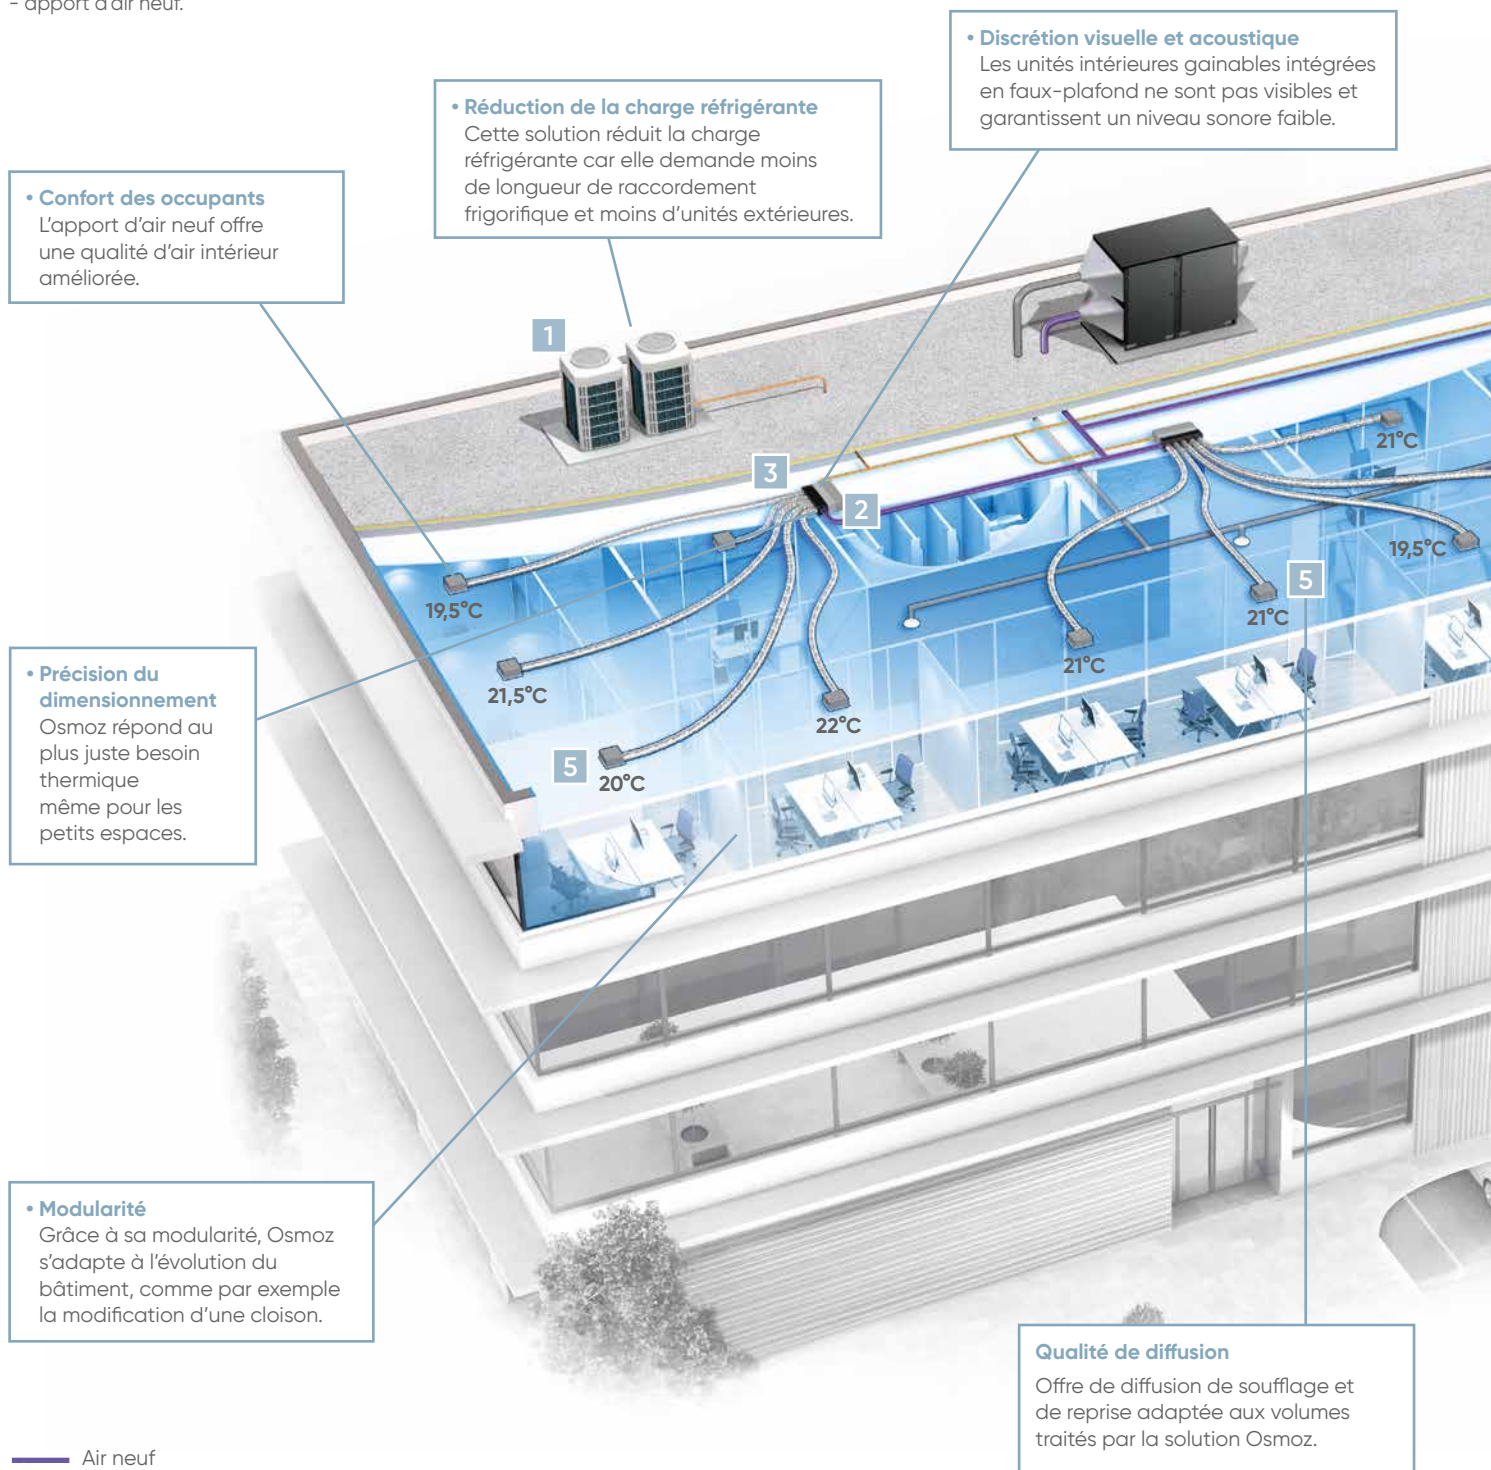 - apport d'air neuf.
• Discrétion visuelle et acoustique
Les unités intérieures gainables intégrées
en faux-plafond ne sont pas visibles et
garantissent un niveau sonore faible.
• Réduction de la charge réfrigérante
Cette solution réduit la charge
réfrigérante car elle demande moins
de longueur de raccordement
frigorifique et moins d'unités extérieures.
• Confort des occupants
L'apport d'air neuf offre
une qualité d'air intérieur
améliorée.
1
3
2
21°C
19,5°C
19,5°C
5
21°C
21°C
21,5°C
22°C
5
20°C
• Précision du
dimensionnement
Osmoz répond au
plus juste besoin
thermique
même pour les
petits espaces.
• Modularité
Grâce à sa modularité, Osmoz
s'adapte à l'évolution du
bâtiment, comme par exemple
la modification d'une cloison.
Qualité de diffusion
Offre de diffusion de soufflage et
de reprise adaptée aux volumes
traités par la solution Osmoz.
Air neuf